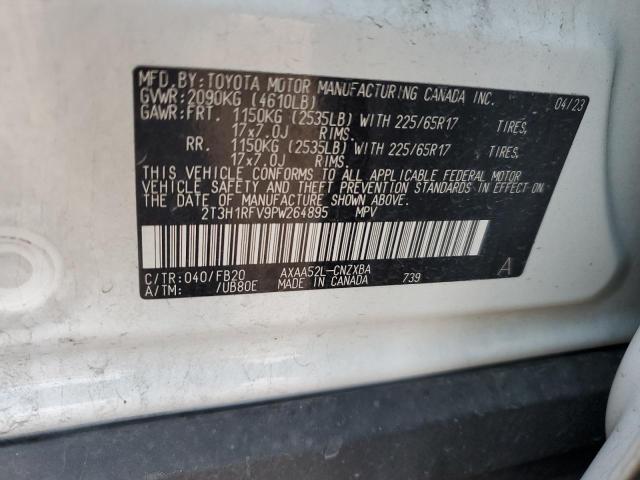 MFD. BY: TOYOTA MOTOR MANUFACTURING CANADA INC. 04/23
GVWR: 2090KG (4610LB)
GAWR: FRT. 1150KG (2535LB) WITH 225/65R17 TIRES,
17x7.0J RIMS.
RR. 1150KG (2535LB) WITH 225/65R17 TIRES,
17x7.0J RIMS.
THIS VEHICLE CONFORMS TO ALL APPLICABLE FEDERAL MOTOR
VEHICLE SAFETY AND THEFT PREVENTION STANDARDS IN EFFECT ON
THE DATE OF MANUFACTURE SHOWN ABOVE.
2T3H1RFV9PW264895 MPV
C/TR: 040/FB20 AXAA52L-CNZXBA A
A/TM: /UB80E MADE IN CANADA 739